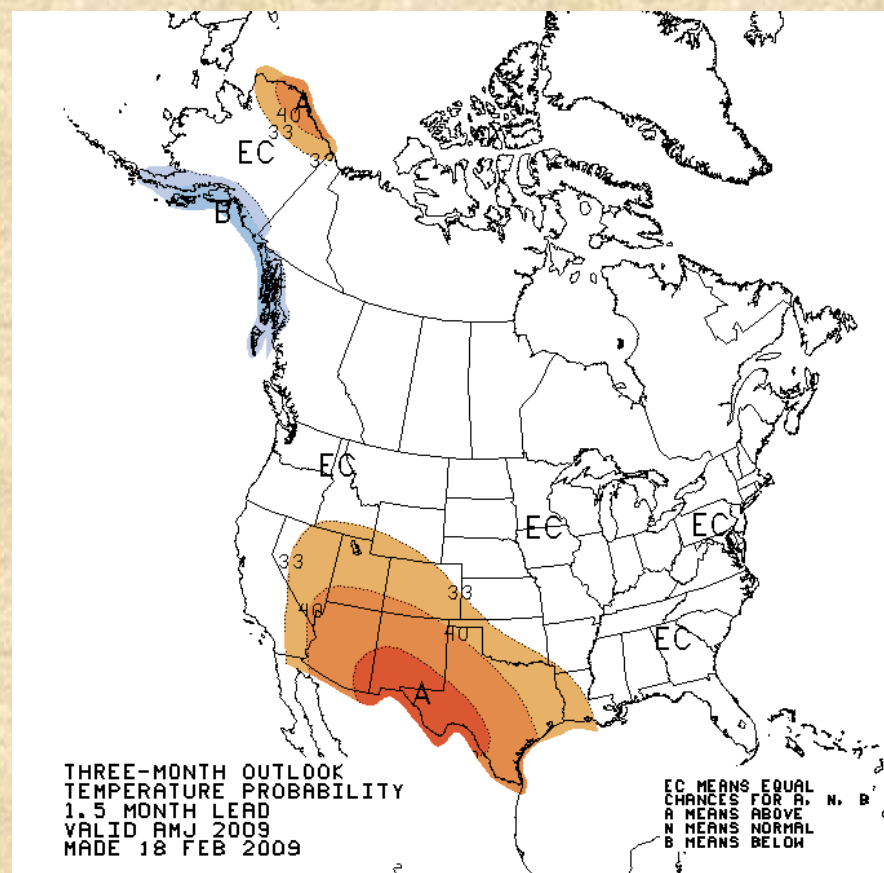 A
40
33
EC
33
B
EC
EC
EC
33
33
40
40
EC
A
THREE-MONTH OUTLOOK
TEMPERATURE PROBABILITY
1.5 MONTH LEAD
VALID AMJ 2009
MADE 18 FEB 2009
EC MEANS EQUAL
CHANCES FOR A, N, B
A MEANS ABOVE
N MEANS NORMAL
B MEANS BELOW